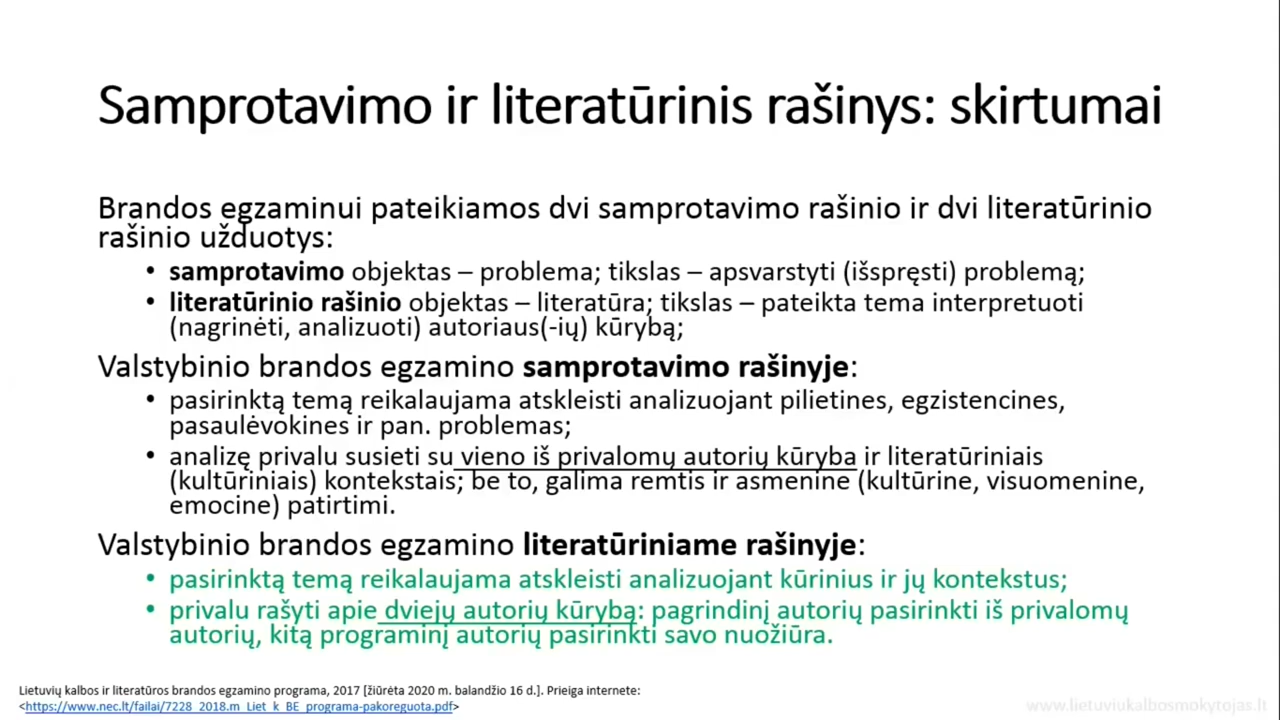 Samprotavimo ir literatūrinis rašinys: skirtumai
Brandos egzaminui pateikiamos dvi samprotavimo rašinio ir dvi literatūrinio
rašinio užduotys:
• samprotavimo objektas – problema; tikslas – apsvarstyti (išspręsti) problemą;
• literatūrinio rašinio objektas – literatūra; tikslas – pateikta tema interpretuoti
(nagrinėti, analizuoti) autoriaus(-ių) kūrybą;
Valstybinio brandos egzamino samprotavimo rašinyje:
• pasirinktą temą reikalaujama atskleisti analizuojant pilietines, egzistencines,
pasaulėvokines ir pan. problemas;
• analizę privalu susieti su vieno iš privalomų autorių kūryba ir literatūriniais
(kultūriniais) kontekstais; be to, galima remtis ir asmenine (kultūrine, visuomenine,
emocine) patirtimi.
Valstybinio brandos egzamino literatūriniame rašinyje:
• pasirinktą temą reikalaujama atskleisti analizuojant kūrinius ir jų kontekstus;
• privalu rašyti apie dviejų autorių kūrybą: pagrindinį autorių pasirinkti iš privalomų
autorių, kitą programinį autorių pasirinkti savo nuožiūra.
Lietuvių kalbos ir literatūros brandos egzamino programa, 2017 [žiūrėta 2020 m. balandžio 16 d.]. Prieiga internete:
<https://www.nec.lt/failai/7228_2018.m_Liet_k_BE_programa-pakoreguota.pdf>
www.lietuviukalbosmokytojas.lt